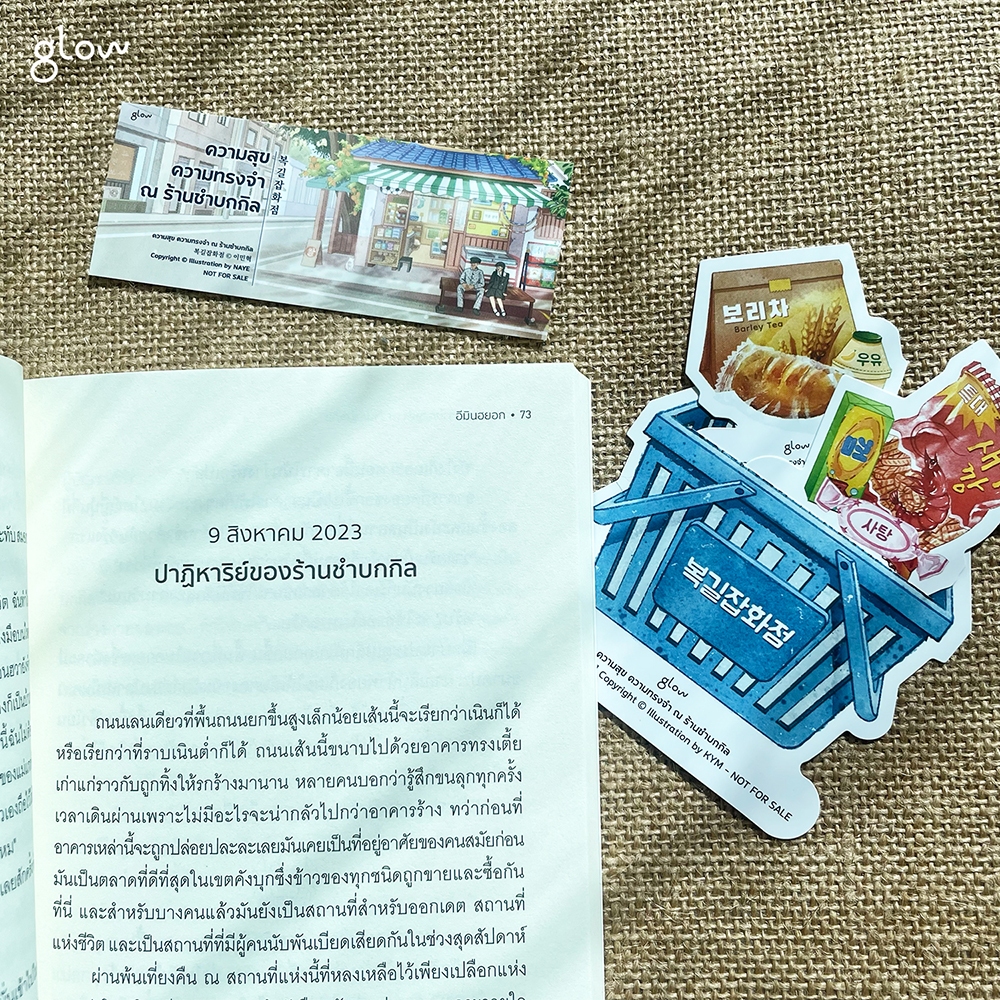 glow
glow
ความสุข
ความทรงจำ
ณ ร้านชำบกกิล
복길잡화점
ความสุข ความทรงจำ ณ ร้านชำบกกิล
복길잡화점 © 이민혁
Copyright © Illustration by NAYE
NOT FOR SALE
보리차
Barley Tea
우유
특대
새
깡
glow
껌
사탕
복길잡화점
glow
ความสุข ความทรงจำ ณ ร้านชำบกกิล
Copyright © Illustration by KYM - NOT FOR SALE
อีมินฮยอก • 73
9 สิงหาคม 2023
ปาฏิหาริย์ของร้านชำบกกิล
ถนนเลนเดียวที่พื้นถนนยกขึ้นสูงเล็กน้อยเส้นนี้จะเรียกว่าเนินก็ได้
หรือเรียกว่าที่ราบเนินต่ำก็ได้ ถนนเส้นนี้ขนาบไปด้วยอาคารทรงเตี้ย
เก่าแก่ราวกับถูกทิ้งให้รกร้างมานาน หลายคนบอกว่ารู้สึกขนลุกทุกครั้ง
เวลาเดินผ่านเพราะไม่มีอะไรจะน่ากลัวไปกว่าอาคารร้าง ทว่าก่อนที่
อาคารเหล่านี้จะถูกปล่อยปละละเลยมันเคยเป็นที่อยู่อาศัยของคนสมัยก่อน
มันเป็นตลาดที่ดีที่สุดในเขตคังบุกซึ่งข้าวของทุกชนิดถูกขายและซื้อกัน
ที่นี่ และสำหรับบางคนแล้วมันยังเป็นสถานที่สำหรับออกเดต สถานที่
แห่งชีวิต และเป็นสถานที่ที่มีผู้คนนับพันเบียดเสียดกันในช่วงสุดสัปดาห์
ผ่านพ้นเที่ยงคืน ณ สถานที่แห่งนี้ที่หลงเหลือไว้เพียงเปลือกแห่ง